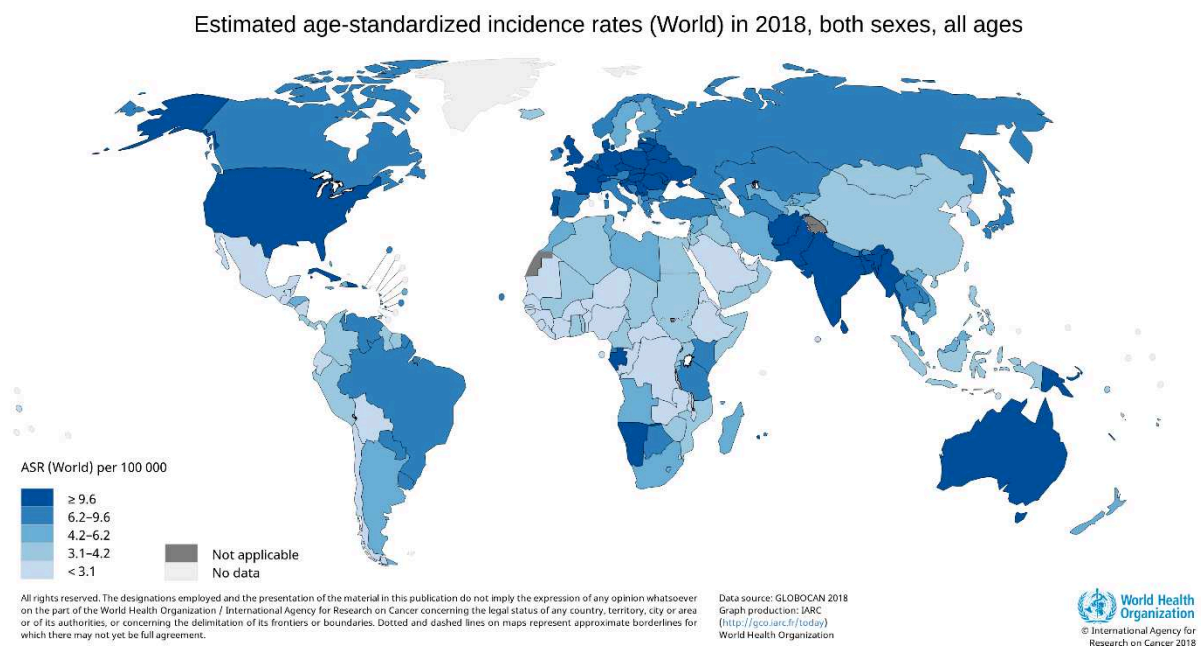 Estimated age-standardized incidence rates (World) in 2018, both sexes, all ages
ASR (World) per 100 000
≥ 9.6
6.2–9.6
4.2–6.2
3.1–4.2
< 3.1
Not applicable
No data
All rights reserved. The designations employed and the presentation of the material in this publication do not imply the expression of any opinion whatsoever
on the part of the World Health Organization / International Agency for Research on Cancer concerning the legal status of any country, territory, city or area
or of its authorities, or concerning the delimitation of its frontiers or boundaries. Dotted and dashed lines on maps represent approximate borderlines for
which there may not yet be full agreement.
Data source: GLOBOCAN 2018
Graph production: IARC
(http://gco.iarc.fr/today)
World Health Organization
World Health
Organization
© International Agency for
Research on Cancer 2018